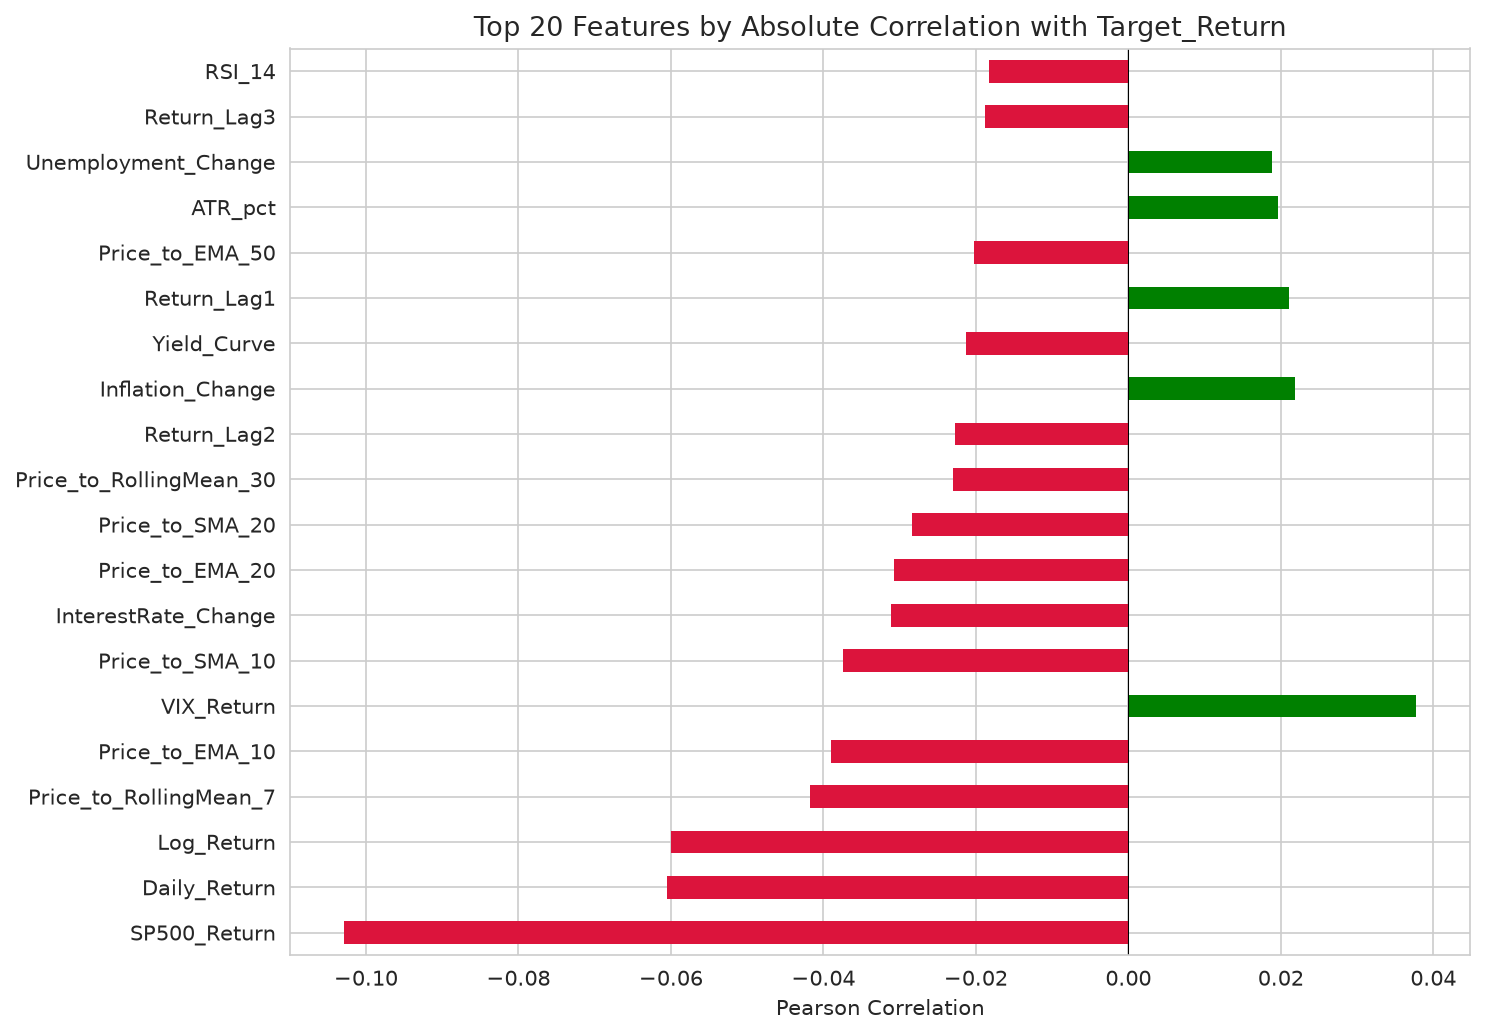 Top 20 Features by Absolute Correlation with Target_Return
RSI_14
Return_Lag3
Unemployment_Change
ATR_pct
Price_to_EMA_50
Return_Lag1
Yield_Curve
Inflation_Change
Return_Lag2
Price_to_RollingMean_30
Price_to_SMA_20
Price_to_EMA_20
InterestRate_Change
Price_to_SMA_10
VIX_Return
Price_to_EMA_10
Price_to_RollingMean_7
Log_Return
Daily_Return
SP500_Return
−0.10 −0.08 −0.06 −0.04 −0.02 0.00 0.02 0.04
Pearson Correlation